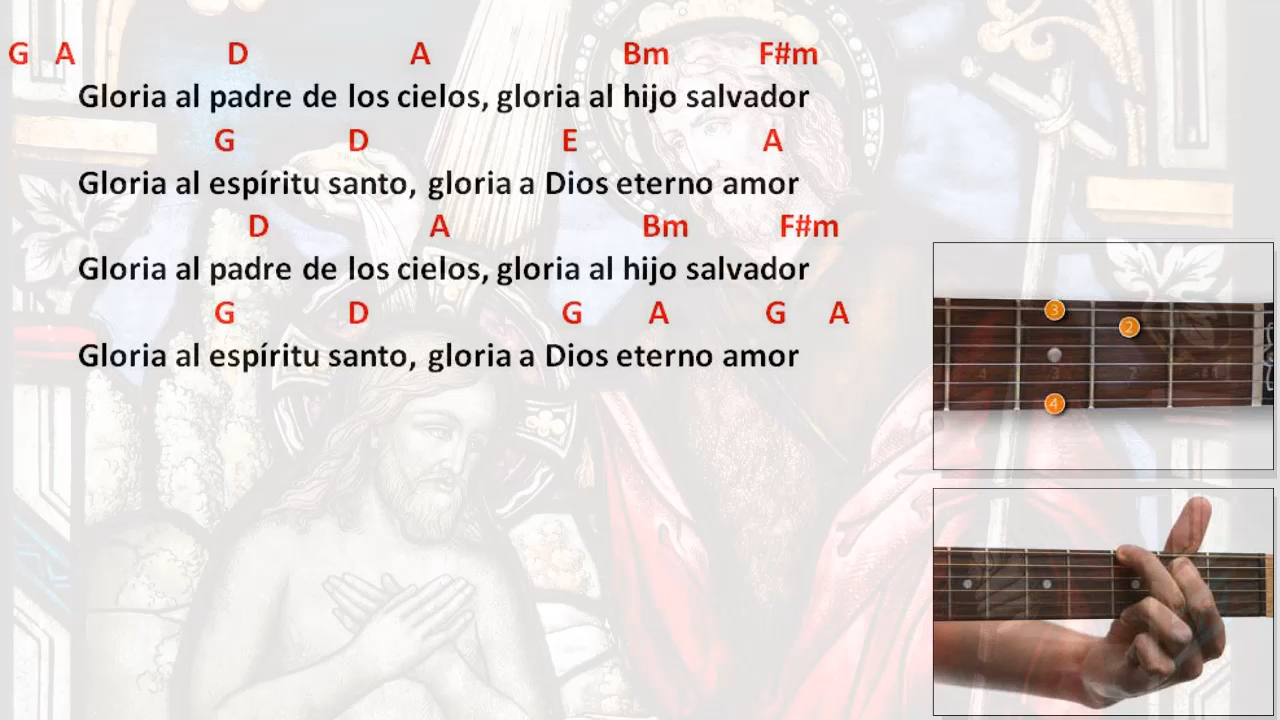 G A D A Bm F#m
Gloria al padre de los cielos, gloria al hijo salvador
G D E A
Gloria al espíritu santo, gloria a Dios eterno amor
D A Bm F#m
Gloria al padre de los cielos, gloria al hijo salvador
G D G A G A
Gloria al espíritu santo, gloria a Dios eterno amor
3
2
4